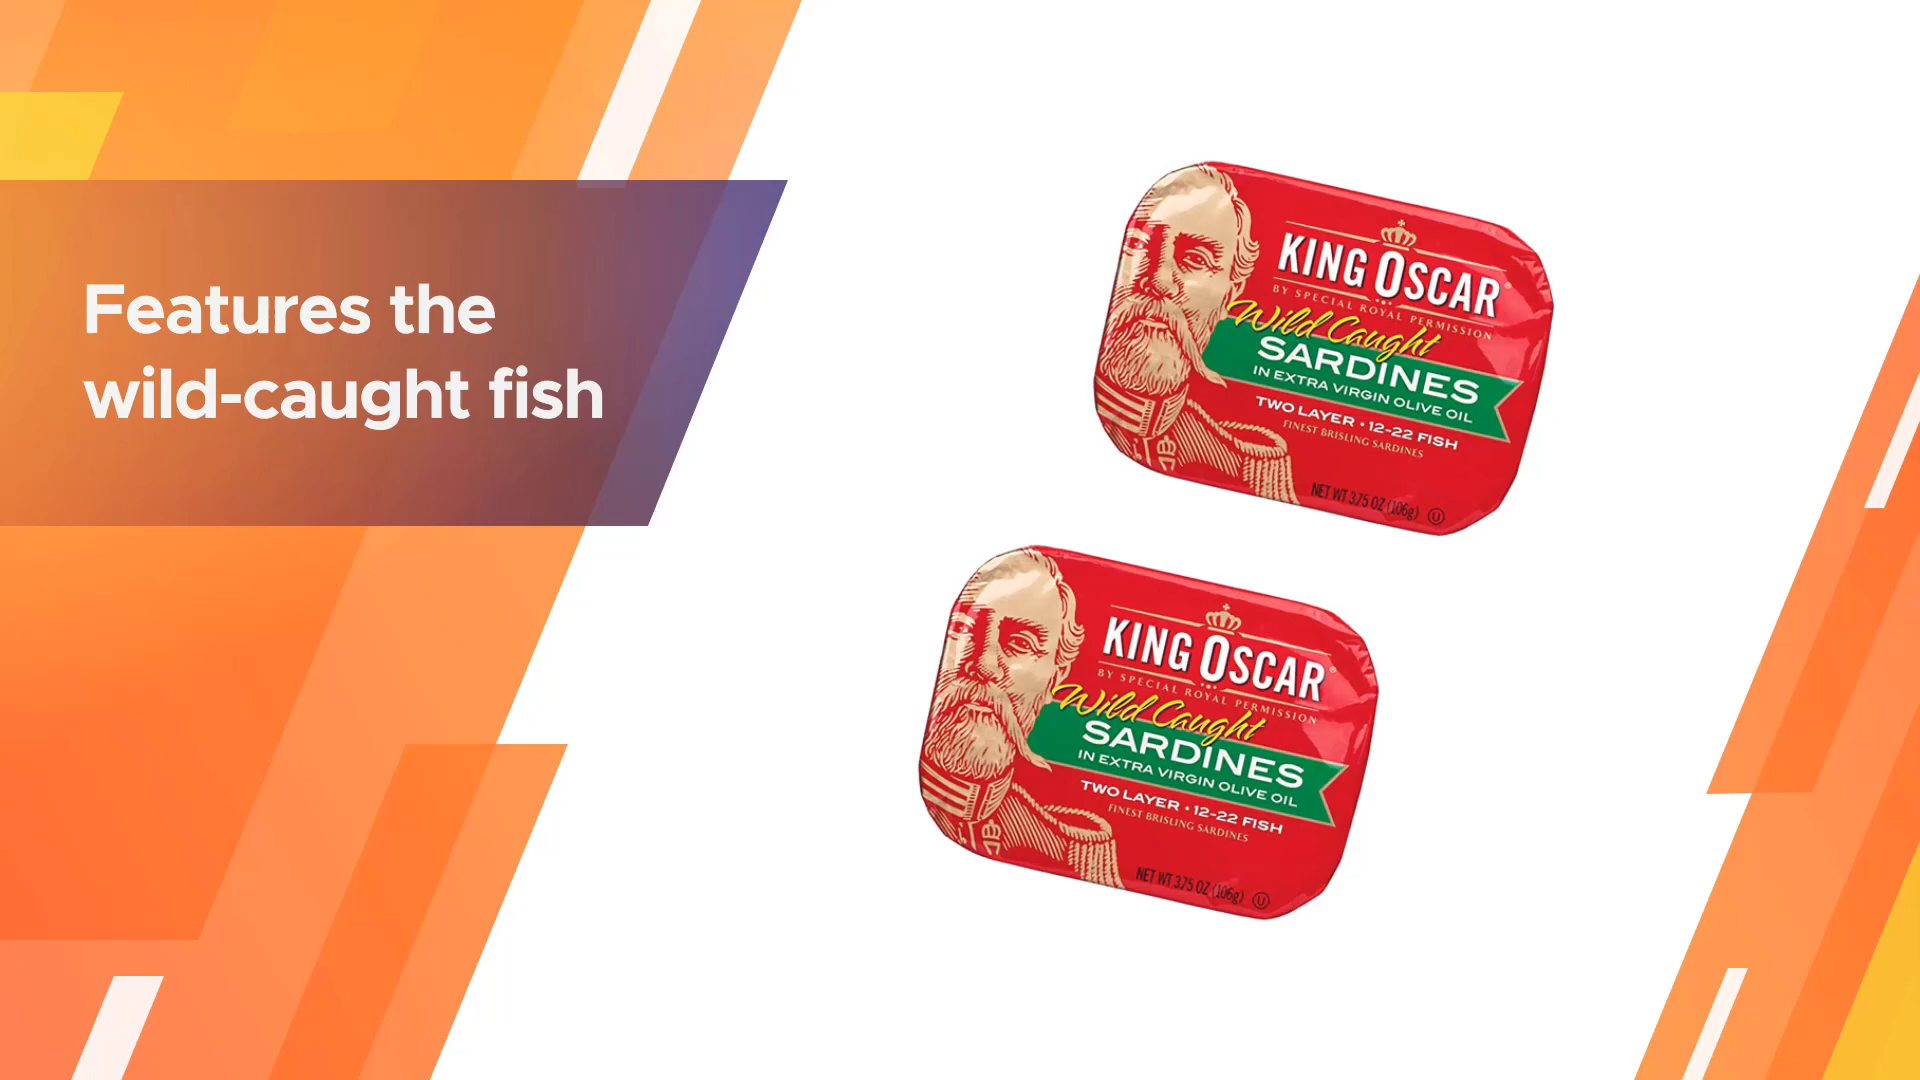 Features the
wild-caught fish
KING OSCAR
BY SPECIAL ROYAL PERMISSION
Wild Caught
SARDINES
IN EXTRA VIRGIN OLIVE OIL
TWO LAYER • 12-22 FISH
FINEST BRISLING SARDINES
NET WT 3.75 OZ (106g) U
KING OSCAR®
BY SPECIAL ROYAL PERMISSION
Wild Caught
SARDINES
IN EXTRA VIRGIN OLIVE OIL
TWO LAYER • 12-22 FISH
FINEST BRISLING SARDINES
NET WT 3.75 OZ (106g) U